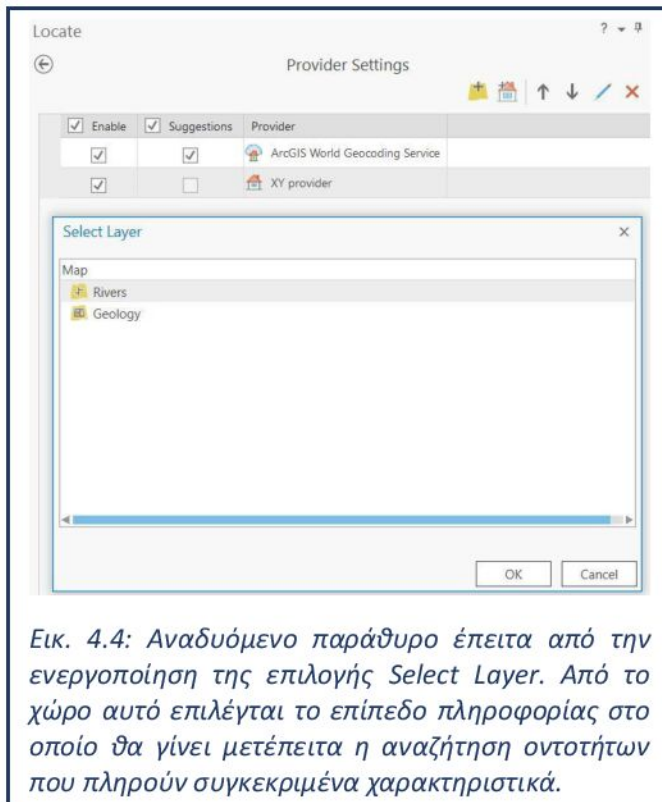 Locate
Provider Settings
Enable Suggestions Provider
ArcGIS World Geocoding Service
XY provider
Select Layer
Map
Rivers
Geology
OK Cancel
Εικ. 4.4: Αναδυόμενο παράθυρο έπειτα από την
ενεργοποίηση της επιλογής Select Layer. Από το
χώρο αυτό επιλέγται το επίπεδο πληροφορίας στο
οποίο θα γίνει μετέπειτα η αναζήτηση οντοτήτων
που πληρούν συγκεκριμένα χαρακτηριστικά.